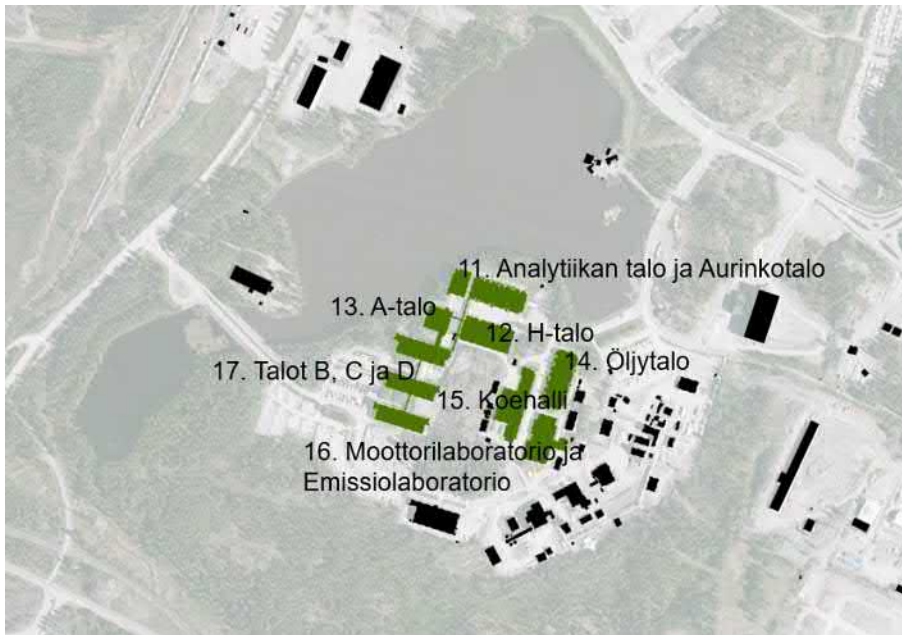 11. Analytiikan talo ja Aurinkotalo
13. A-talo
12. H-talo
14. Öljytalo
17. Talot B, C ja D
15. Koehalli
16. Moottorilaboratorio ja
Emissiolaboratorio